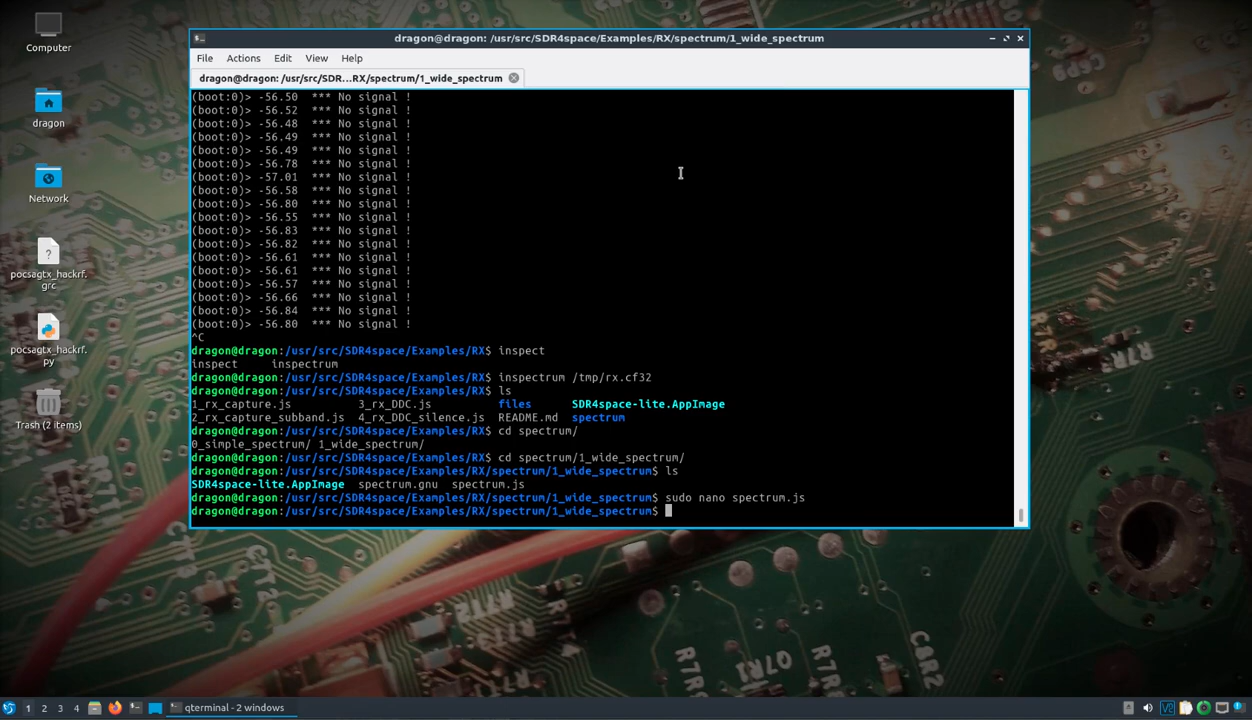 Computer
dragon
Network
pocsagtx_hackrf.
grc
pocsagtx_hackrf.
py
Trash (2 items)
dragon@dragon: /usr/src/SDR4space/Examples/RX/spectrum/1_wide_spectrum
File Actions Edit View Help
dragon@dragon: /usr/src/SDR...RX/spectrum/1_wide_spectrum
(boot:0)> -56.50 *** No signal !
(boot:0)> -56.52 *** No signal !
(boot:0)> -56.48 *** No signal !
(boot:0)> -56.49 *** No signal !
(boot:0)> -56.49 *** No signal !
(boot:0)> -56.78 *** No signal !
(boot:0)> -57.01 *** No signal !
(boot:0)> -56.58 *** No signal !
(boot:0)> -56.80 *** No signal !
(boot:0)> -56.55 *** No signal !
(boot:0)> -56.83 *** No signal !
(boot:0)> -56.82 *** No signal !
(boot:0)> -56.61 *** No signal !
(boot:0)> -56.61 *** No signal !
(boot:0)> -56.57 *** No signal !
(boot:0)> -56.66 *** No signal !
(boot:0)> -56.84 *** No signal !
(boot:0)> -56.80 *** No signal !
^C
dragon@dragon:/usr/src/SDR4space/Examples/RX$ inspect
inspect inspectrum
dragon@dragon:/usr/src/SDR4space/Examples/RX$ inspectrum /tmp/rx.cf32
dragon@dragon:/usr/src/SDR4space/Examples/RX$ ls
1_rx_capture.js 3_rx_DDC.js files SDR4space-lite.AppImage
2_rx_capture_subband.js 4_rx_DDC_silence.js README.md spectrum
dragon@dragon:/usr/src/SDR4space/Examples/RX$ cd spectrum/
0_simple_spectrum/ 1_wide_spectrum/
dragon@dragon:/usr/src/SDR4space/Examples/RX$ cd spectrum/1_wide_spectrum/
dragon@dragon:/usr/src/SDR4space/Examples/RX/spectrum/1_wide_spectrum$ ls
SDR4space-lite.AppImage spectrum.gnu spectrum.js
dragon@dragon:/usr/src/SDR4space/Examples/RX/spectrum/1_wide_spectrum$ sudo nano spectrum.js
dragon@dragon:/usr/src/SDR4space/Examples/RX/spectrum/1_wide_spectrum$
CTT2
R7R
R7R
D7IO
CAR2
1 2 3 4 qterminal - 2 windows